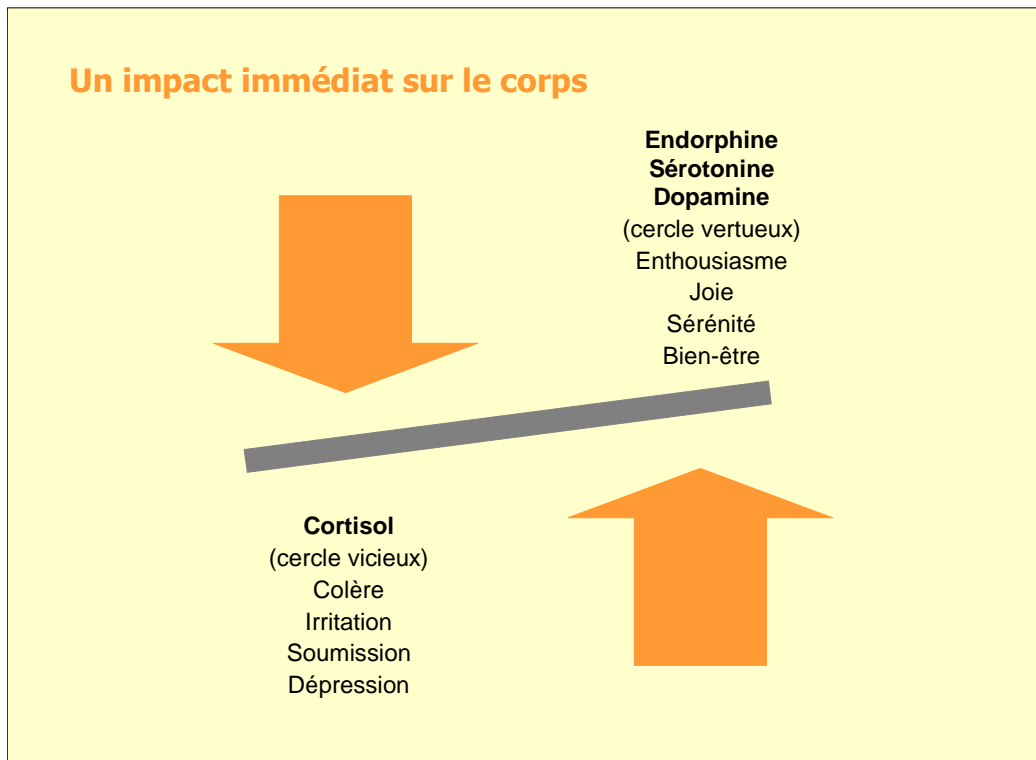 Un impact immédiat sur le corps
Endorphine
Sérotonine
Dopamine
(cercle vertueux)
Enthousiasme
Joie
Sérénité
Bien-être
Cortisol
(cercle vicieux)
Colère
Irritation
Soumission
Dépression